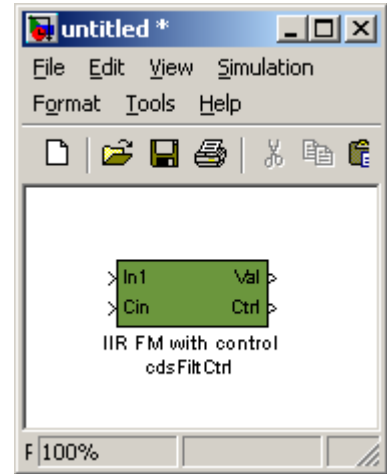 untitled *
File Edit View Simulation
Format Tools Help
In1 Val
Cin Ctrl
IIR FM with control
cdsFiltCtrl
F 100%